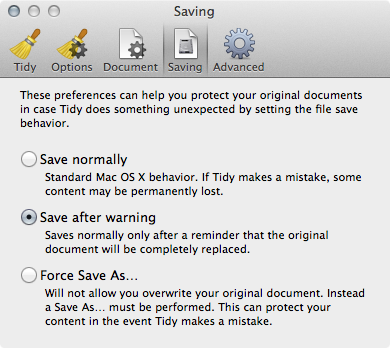 Saving
Tidy Options Document Saving Advanced
These preferences can help you protect your original documents
in case Tidy does something unexpected by setting the file save
behavior.
Save normally
Standard Mac OS X behavior. If Tidy makes a mistake, some
content may be permanently lost.
Save after warning
Saves normally only after a reminder that the original
document will be completely replaced.
Force Save As...
Will not allow you overwrite your original document. Instead
a Save As... must be performed. This can protect your
content in the event Tidy makes a mistake.